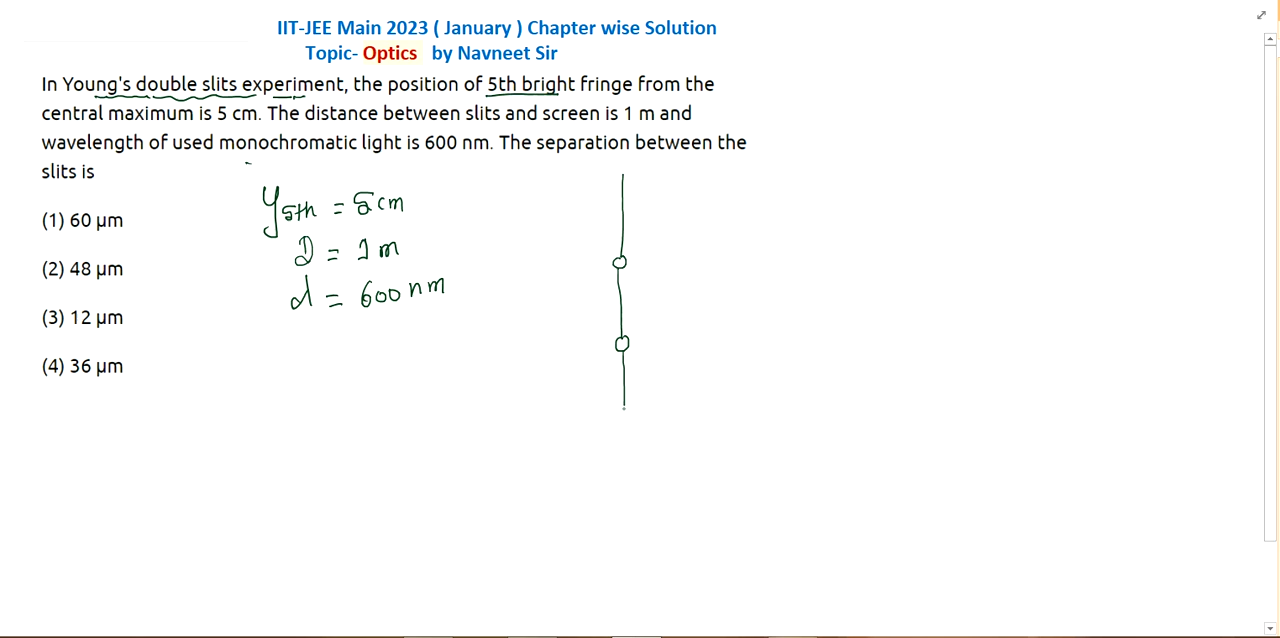 IIT-JEE Main 2023 ( January ) Chapter wise Solution
Topic- Optics by Navneet Sir
In Young's double slits experiment, the position of 5th bright fringe from the
central maximum is 5 cm. The distance between slits and screen is 1 m and
wavelength of used monochromatic light is 600 nm. The separation between the
slits is
(1) 60 μm
(2) 48 μm
(3) 12 μm
(4) 36 μm
y5th = 5 cm
D = 1 m
λ = 600 nm